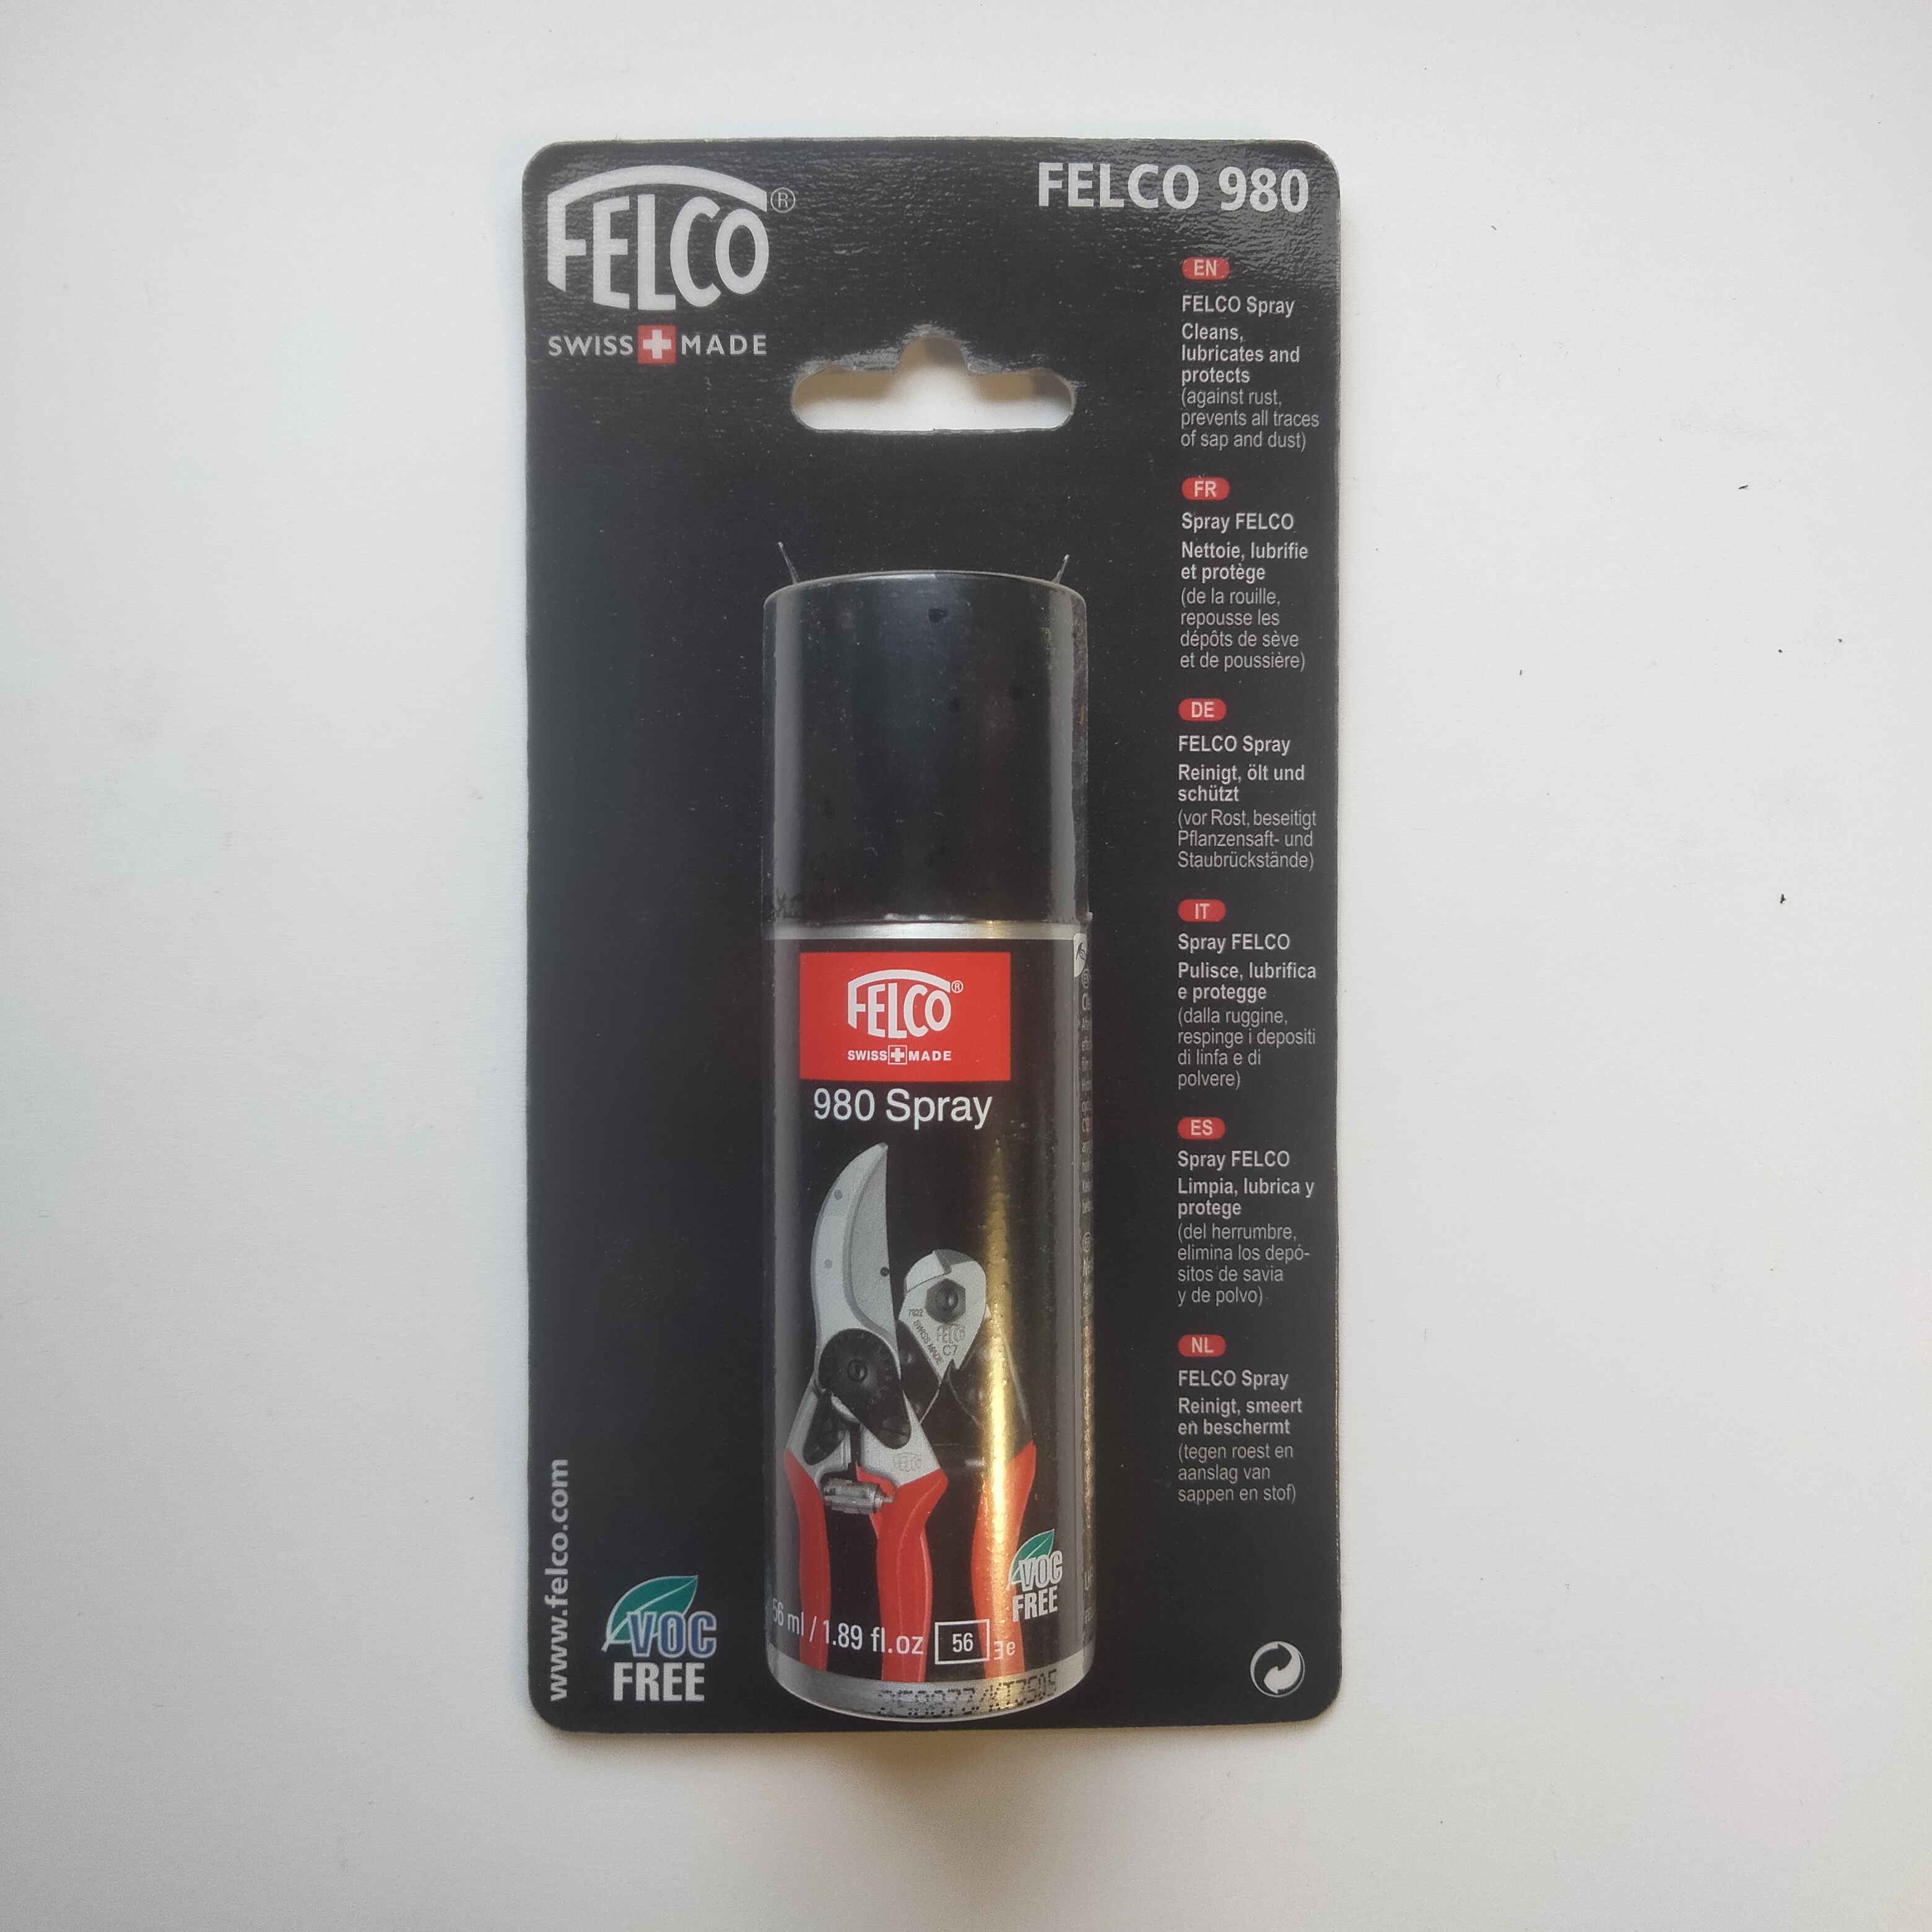 FELCO®
SWISS MADE
FELCO 980
EN
FELCO Spray
Cleans,
lubricates and
protects
(against rust,
prevents all traces
of sap and dust)
FR
Spray FELCO
Nettoie, lubrifie
et protège
(de la rouille,
repousse les
dépôts de sève
et de poussière)
DE
FELCO Spray
Reinigt, ölt und
schützt
(vor Rost, beseitigt
Pflanzensaft- und
Staubrückstände)
IT
Spray FELCO
Pulisce, lubrifica
e protegge
(dalla ruggine,
respinge i depositi
di linfa e di
polvere)
ES
Spray FELCO
Limpia, lubrica y
protege
(del herrumbre,
elimina los depó-
sitos de savia
y de polvo)
NL
FELCO Spray
Reinigt, smeert
en beschermt
(tegen roest en
aanslag van
sappen en stof)
FELCO®
SWISS MADE
980 Spray
7922
SWISS MADE
FELCO
C7
FELCO
VOC
FREE
56 ml / 1.89 fl.oz 56 3e
www.felco.com
VOC
FREE